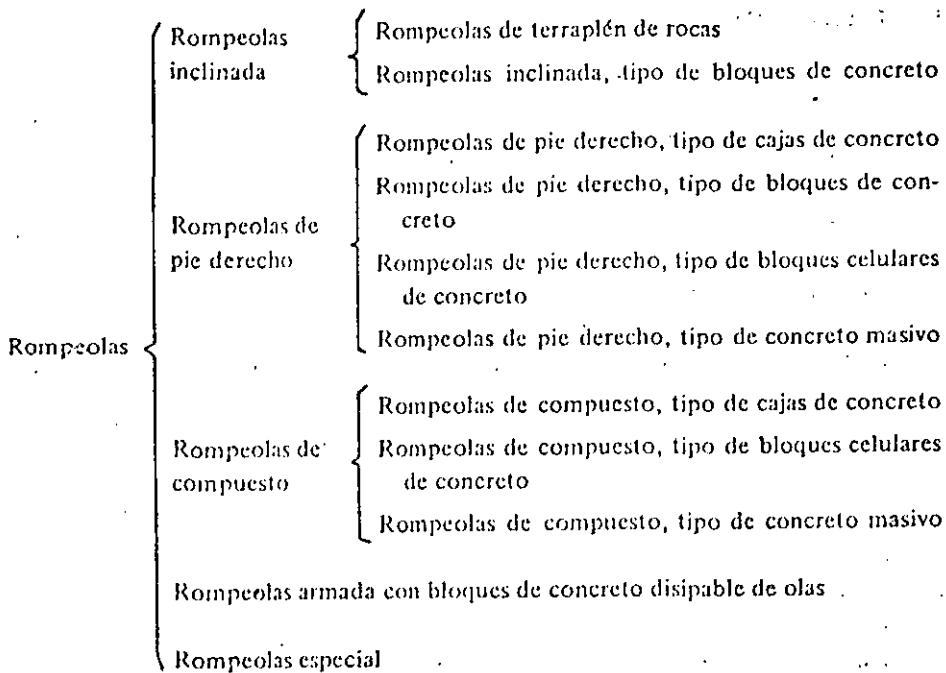 Rompeolas
Rompeolas
inclinada
Rompeolas de terraplén de rocas
Rompeolas inclinada, tipo de bloques de concreto
Rompeolas de
pie derecho
Rompeolas de pie derecho, tipo de cajas de concreto
Rompeolas de pie derecho, tipo de bloques de con-
creto
Rompeolas de pie derecho, tipo de bloques celulares
de concreto
Rompeolas de pie derecho, tipo de concreto masivo
Rompeolas de
compuesto
Rompeolas de compuesto, tipo de cajas de concreto
Rompeolas de compuesto, tipo de bloques celulares
de concreto
Rompeolas de compuesto, tipo de concreto masivo
Rompeolas armada con bloques de concreto disipable de olas
Rompeolas especial